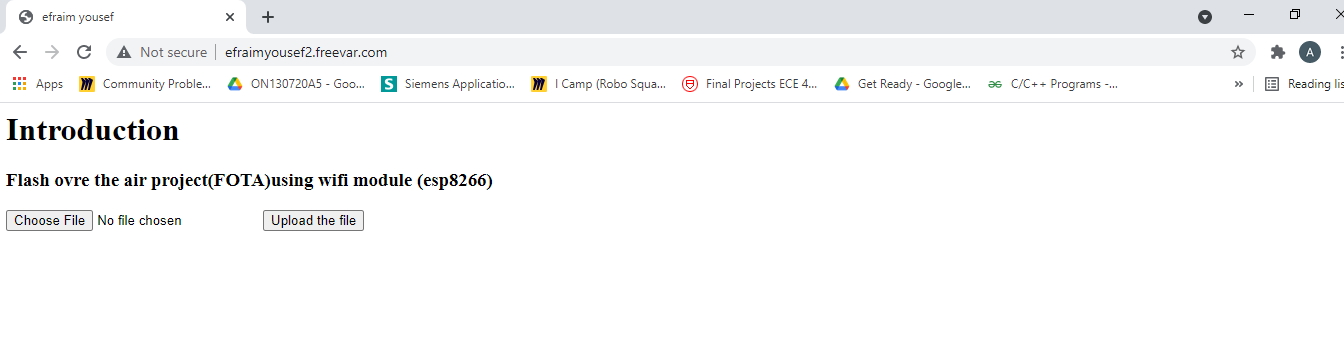 efraim yousef
Not secure efraimyousef2.freevar.com
A
Apps Community Proble... ON130720A5 - Goo... Siemens Applicatio... I Camp (Robo Squa... Final Projects ECE 4... Get Ready - Google... C/C++ Programs -... » Reading lis
Introduction
Flash ovre the air project(FOTA)using wifi module (esp8266)
Choose File No file chosen Upload the file